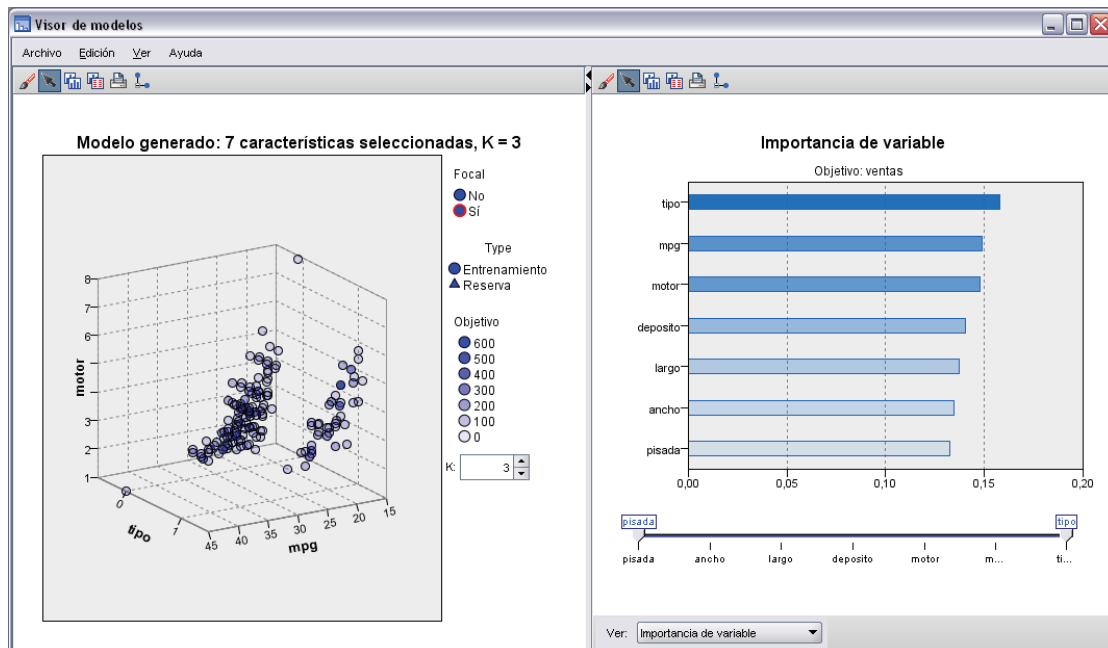 Visor de modelos
Archivo Edición Ver Ayuda
Modelo generado: 7 características seleccionadas, K = 3
Focal
No
Sí
Type
Entrenamiento
Reserva
Objetivo
600
500
400
300
200
100
0
K: 3
motor
8
7
6
5
4
3
2
1
tipo
0
1
mpg
45
40
35
30
25
20
15
Importancia de variable
Objetivo: ventas
tipo
mpg
motor
deposito
largo
ancho
pisada
0,00 0,05 0,10 0,15 0,20
pisada tipo
pisada ancho largo deposito motor m... ti...
Ver: Importancia de variable